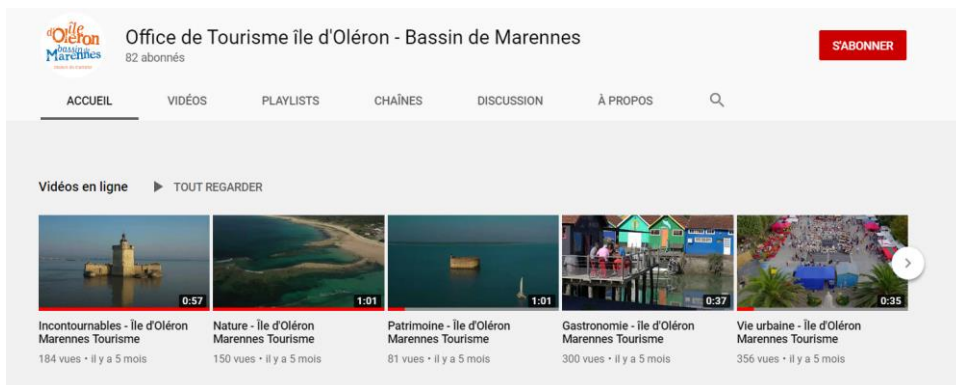 d'Oléron
île
bassin de
Marennes
Office de Tourisme île d'Oléron - Bassin de Marennes
82 abonnés
S'ABONNER
ACCUEIL VIDÉOS PLAYLISTS CHAÎNES DISCUSSION À PROPOS
Vidéos en ligne TOUT REGARDER
0:57 1:01 1:01 0:37 0:35
Incontournables - Île d'Oléron
Marennes Tourisme
184 vues • il y a 5 mois
Nature - Île d'Oléron
Marennes Tourisme
150 vues • il y a 5 mois
Patrimoine - Île d'Oléron
Marennes Tourisme
81 vues • il y a 5 mois
Gastronomie - île d'Oléron
Marennes Tourisme
300 vues • il y a 5 mois
Vie urbaine - Île d'Oléron
Marennes Tourisme
356 vues • il y a 5 mois